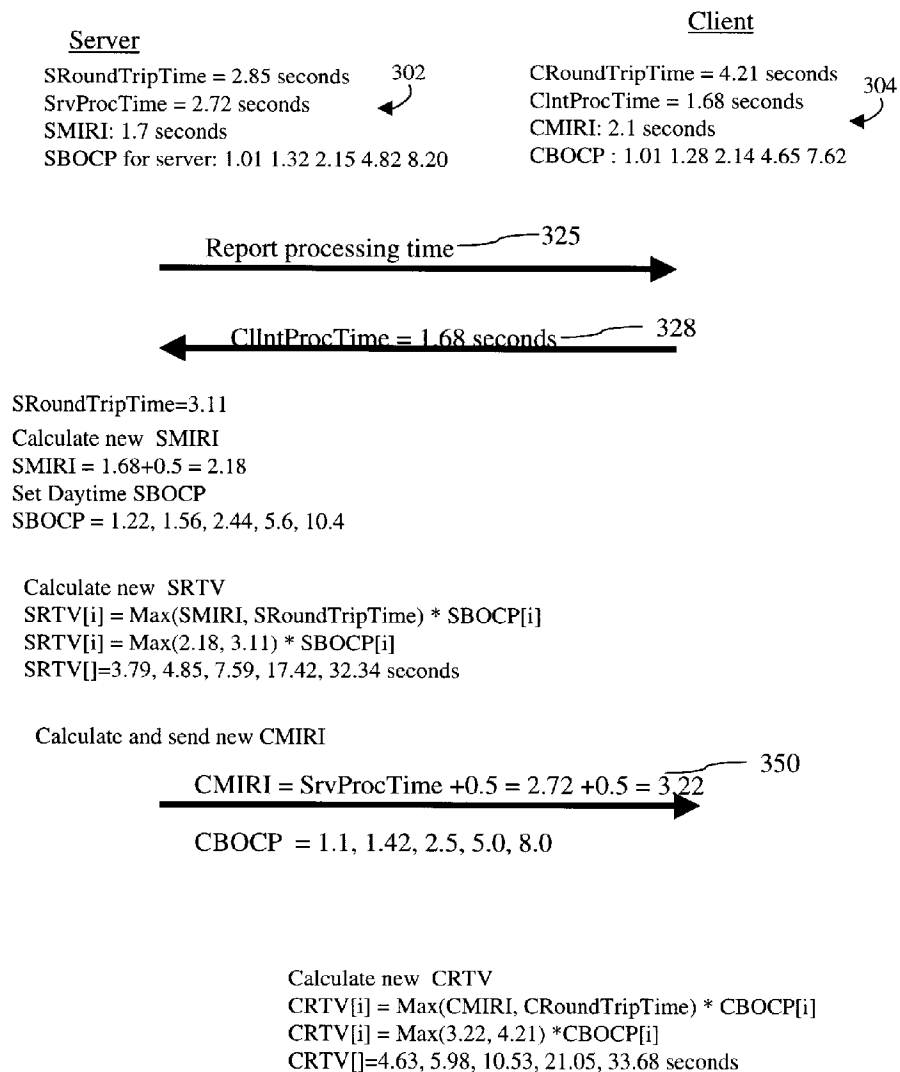 Server
Client
SRoundTripTime = 2.85 seconds
302
SrvProcTime = 2.72 seconds
SMIRI: 1.7 seconds
SBOCP for server: 1.01 1.32 2.15 4.82 8.20
CRoundTripTime = 4.21 seconds
304
ClntProcTime = 1.68 seconds
CMIRI: 2.1 seconds
CBOCP : 1.01 1.28 2.14 4.65 7.62
Report processing time
325
ClIntProcTime = 1.68 seconds
328
SRoundTripTime=3.11
Calculate new SMIRI
SMIRI = 1.68+0.5 = 2.18
Set Daytime SBOCP
SBOCP = 1.22, 1.56, 2.44, 5.6, 10.4
Calculate new SRTV
SRTV[i] = Max(SMIRI, SRoundTripTime) * SBOCP[i]
SRTV[i] = Max(2.18, 3.11) * SBOCP[i]
SRTV[]=3.79, 4.85, 7.59, 17.42, 32.34 seconds
Calculate and send new CMIRI
350
CMIRI = SrvProcTime +0.5 = 2.72 +0.5 = 3.22
CBOCP = 1.1, 1.42, 2.5, 5.0, 8.0
Calculate new CRTV
CRTV[i] = Max(CMIRI, CRoundTripTime) * CBOCP[i]
CRTV[i] = Max(3.22, 4.21) *CBOCP[i]
CRTV[]=4.63, 5.98, 10.53, 21.05, 33.68 seconds